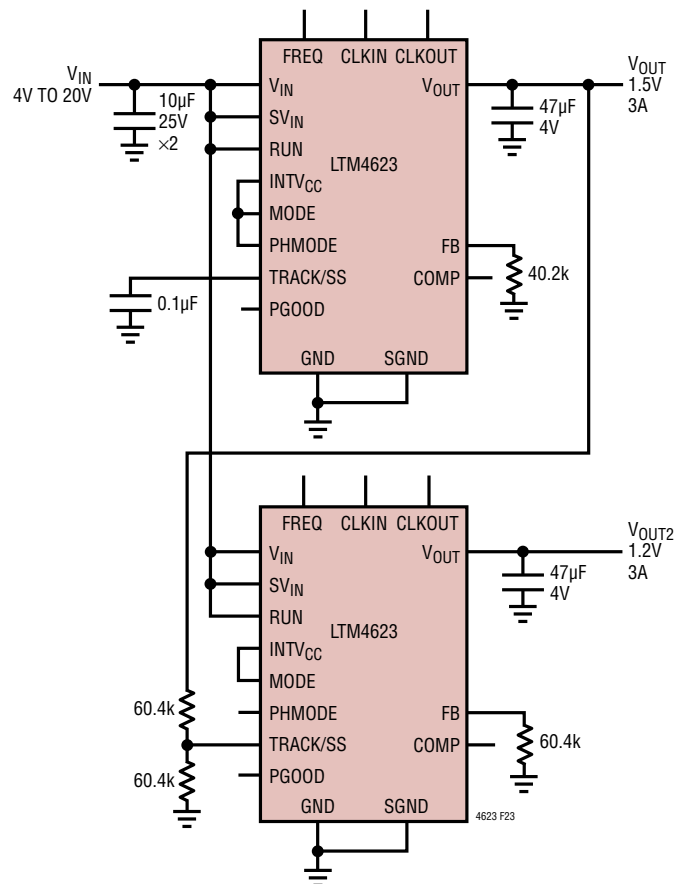 FREQ CLKIN CLKOUT
VIN
4V TO 20V
10µF
25V
×2
VIN
SVIN
RUN
INTVCC
MODE
PHMODE
TRACK/SS
PGOOD
LTM4623
VOUT
FB
COMP
GND SGND
0.1µF
47µF
4V
VOUT
1.5V
3A
40.2k
FREQ CLKIN CLKOUT
VIN
SVIN
RUN
INTVCC
MODE
PHMODE
TRACK/SS
PGOOD
LTM4623
VOUT
FB
COMP
GND SGND
47µF
4V
VOUT2
1.2V
3A
60.4k
60.4k
60.4k
4623 F23